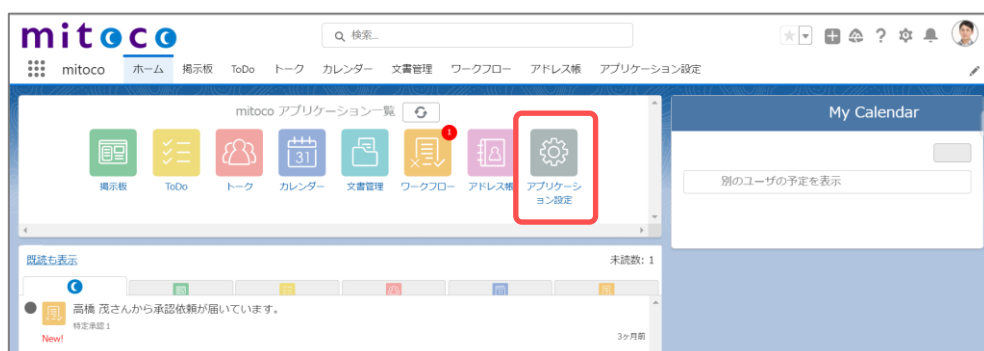 mitoco
検索...
mitoco ホーム 掲示板 ToDo トーク カレンダー 文書管理 ワークフロー アドレス帳 アプリケーション設定
mitoco アプリケーション一覧
My Calendar
1
31
掲示板 ToDo トーク カレンダー 文書管理 ワークフロー アドレス帳 アプリケーシ
ョン設定
別のユーザの予定を表示
既読も表示 未読数: 1
高橋 茂さんから承認依頼が届いています。
特定承認1
New! 3ヶ月前